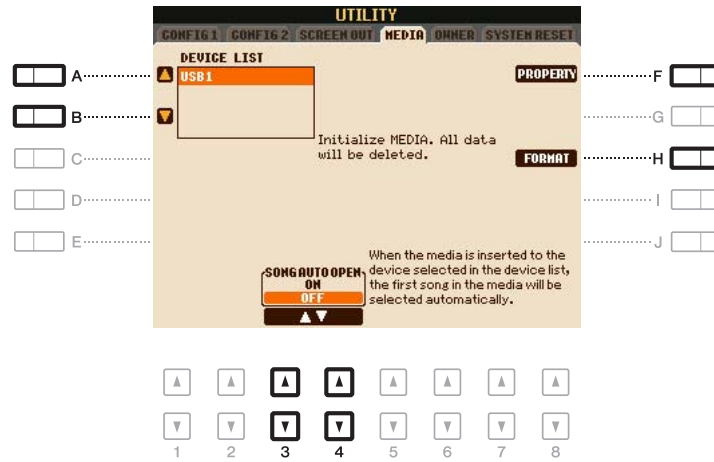 UTILITY
CONFIG 1 CONFIG 2 SCREEN OUT MEDIA OWNER SYSTEM RESET
DEVICE LIST
A USB1 PROPERTY F
B G
Initialize MEDIA. All data
C will be deleted. FORMAT H
D I
E J
When the media is inserted to the
SONG AUTO OPEN device selected in the device list,
ON the first song in the media will be
OFF selected automatically.
1 2 3 4 5 6 7 8